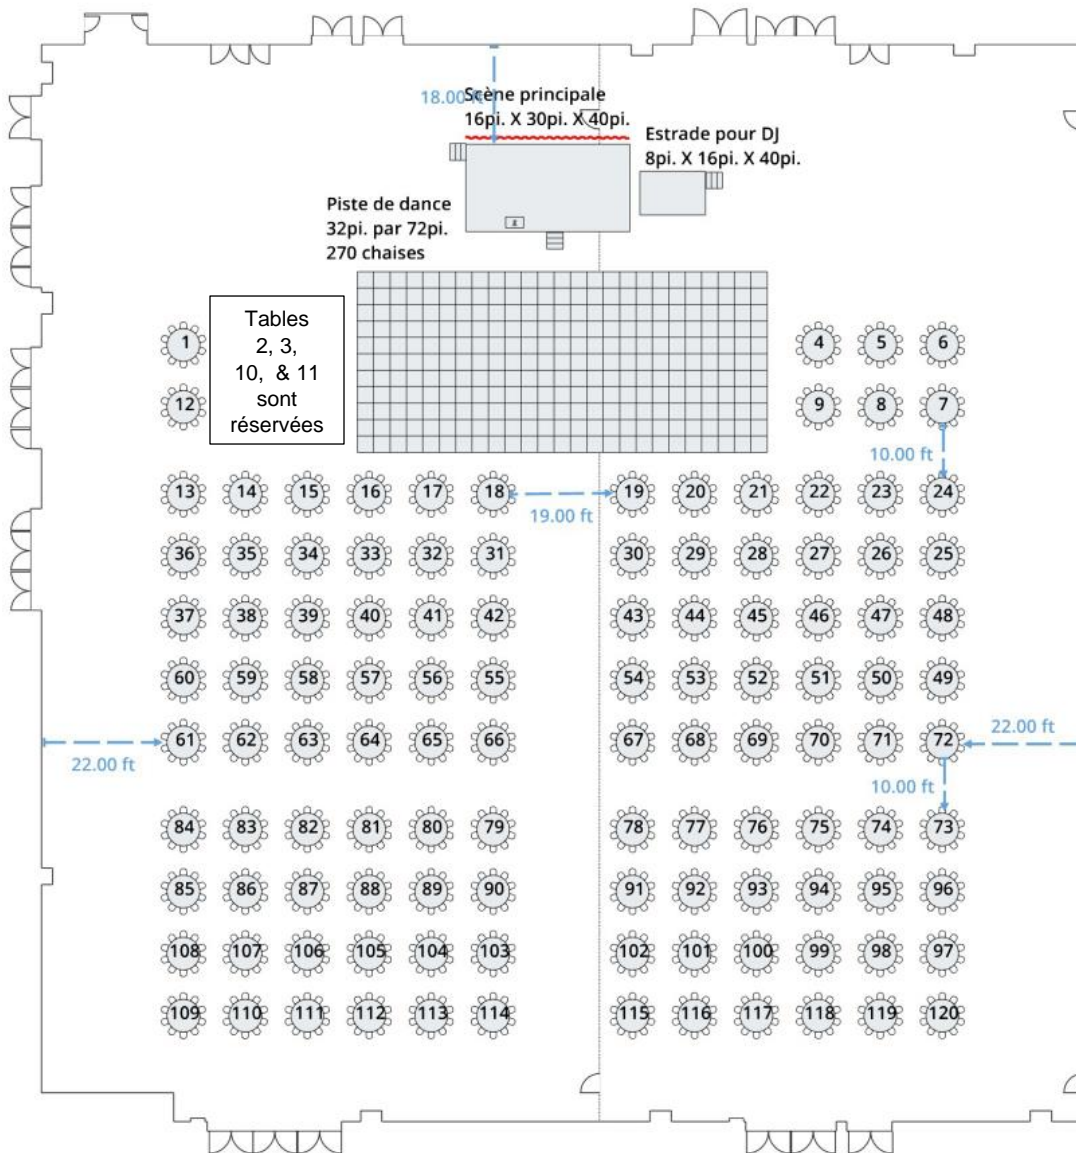 18.00 ft
Scène principale
16pi. X 30pi. X 40pi.
Estrade pour DJ
8pi. X 16pi. X 40pi.
Piste de dance
32pi. par 72pi.
270 chaises
Tables
2, 3,
10, & 11
sont
réservées
1
4 5 6
12
9 8 7
10.00 ft
13 14 15 16 17 18 19 20 21 22 23 24
19.00 ft
36 35 34 33 32 31 30 29 28 27 26 25
37 38 39 40 41 42 43 44 45 46 47 48
60 59 58 57 56 55 54 53 52 51 50 49
61 62 63 64 65 66 67 68 69 70 71 72
22.00 ft
22.00 ft
10.00 ft
84 83 82 81 80 79 78 77 76 75 74 73
85 86 87 88 89 90 91 92 93 94 95 96
108 107 106 105 104 103 102 101 100 99 98 97
109 110 111 112 113 114 115 116 117 118 119 120